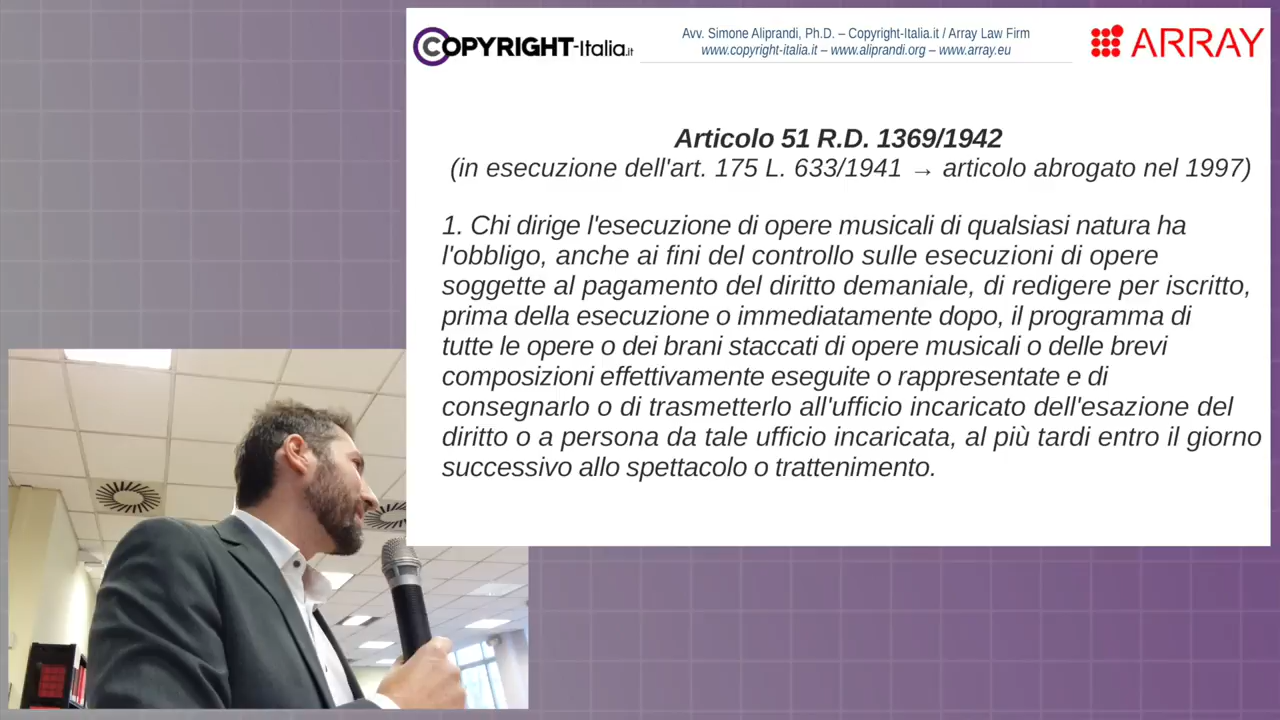 COPYRIGHT-Italia.it
Avv. Simone Aliprandi, Ph.D. – Copyright-Italia.it / Array Law Firm
www.copyright-italia.it – www.aliprandi.org – www.array.eu
ARRAY
Articolo 51 R.D. 1369/1942
(in esecuzione dell'art. 175 L. 633/1941 → articolo abrogato nel 1997)
1. Chi dirige l'esecuzione di opere musicali di qualsiasi natura ha
l'obbligo, anche ai fini del controllo sulle esecuzioni di opere
soggette al pagamento del diritto demaniale, di redigere per iscritto,
prima della esecuzione o immediatamente dopo, il programma di
tutte le opere o dei brani staccati di opere musicali o delle brevi
composizioni effettivamente eseguite o rappresentate e di
consegnarlo o di trasmetterlo all'ufficio incaricato dell'esazione del
diritto o a persona da tale ufficio incaricata, al più tardi entro il giorno
successivo allo spettacolo o trattenimento.